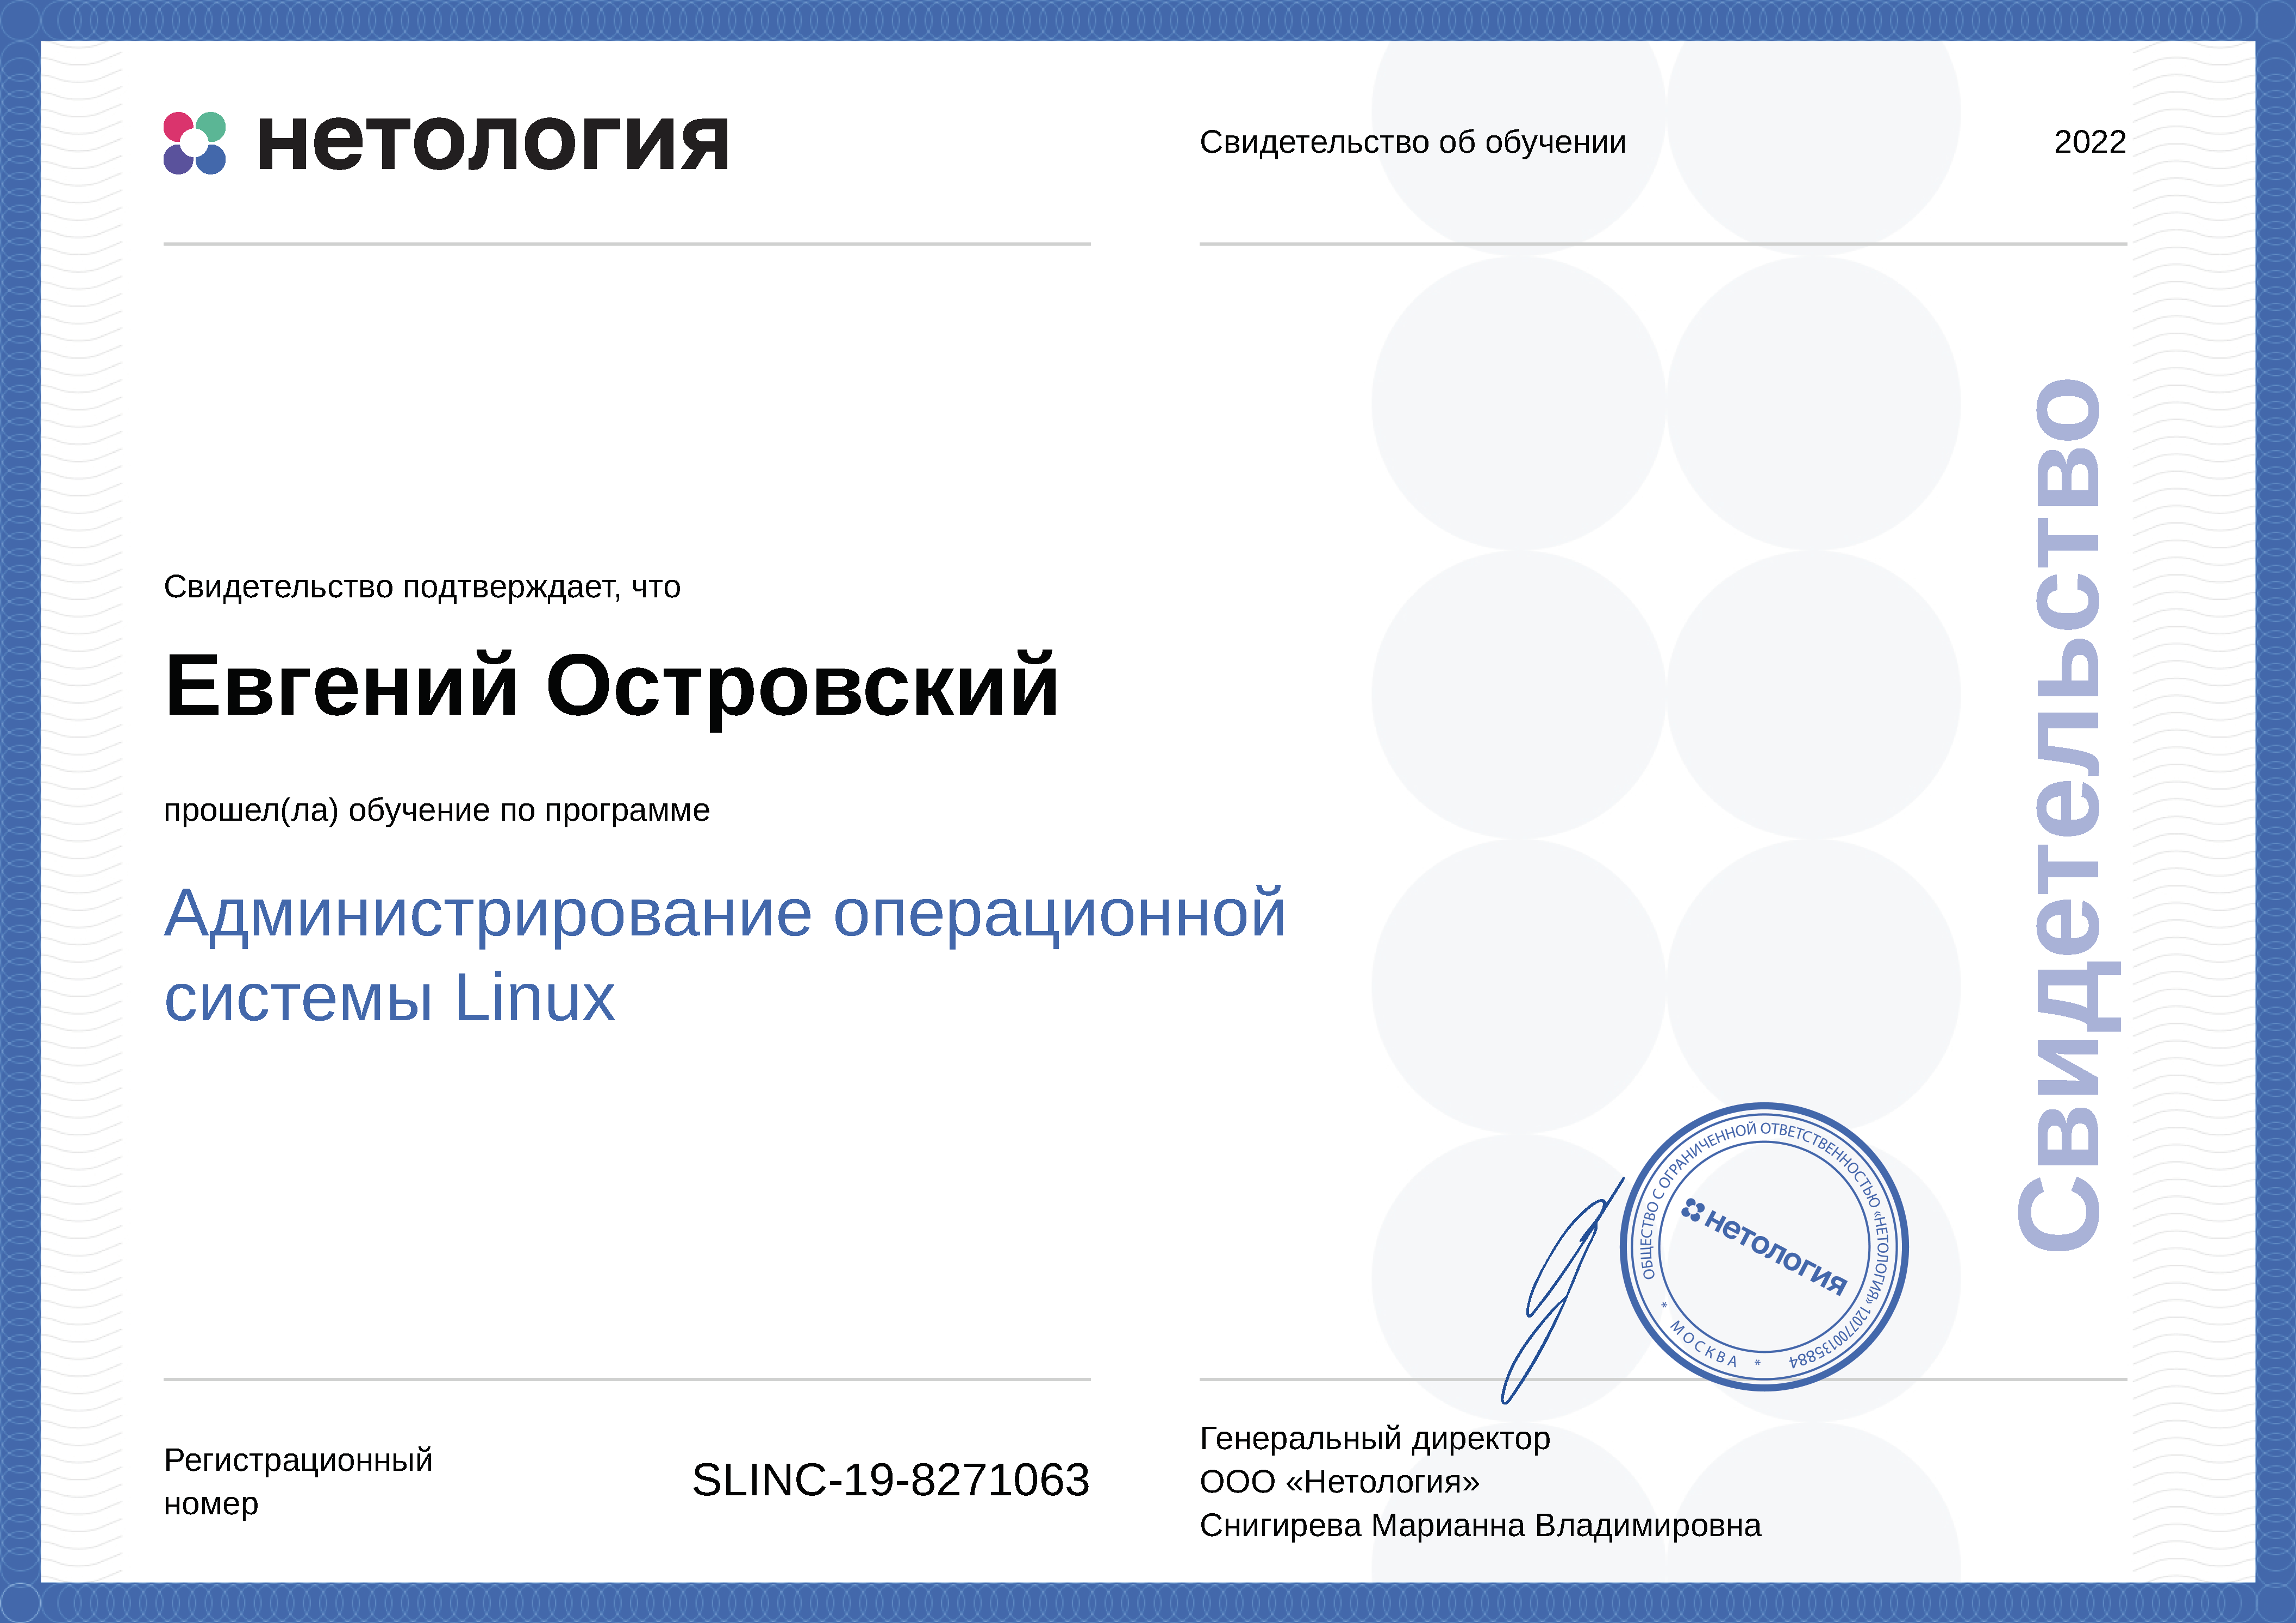 нетология
Свидетельство об обучении
2022
Свидетельство подтверждает, что
Евгений Островский
прошел(ла) обучение по программе
Администрирование операционной
системы Linux
Свидетельство
ОБЩЕСТВО С ОГРАНИЧЕННОЙ ОТВЕТСТВЕННОСТЬЮ «НЕТОЛОГИЯ» 1207700135884
* МОСКВА *
нетология
Регистрационный
номер
SLINC-19-8271063
Генеральный директор
ООО «Нетология»
Снигирева Марианна Владимировна